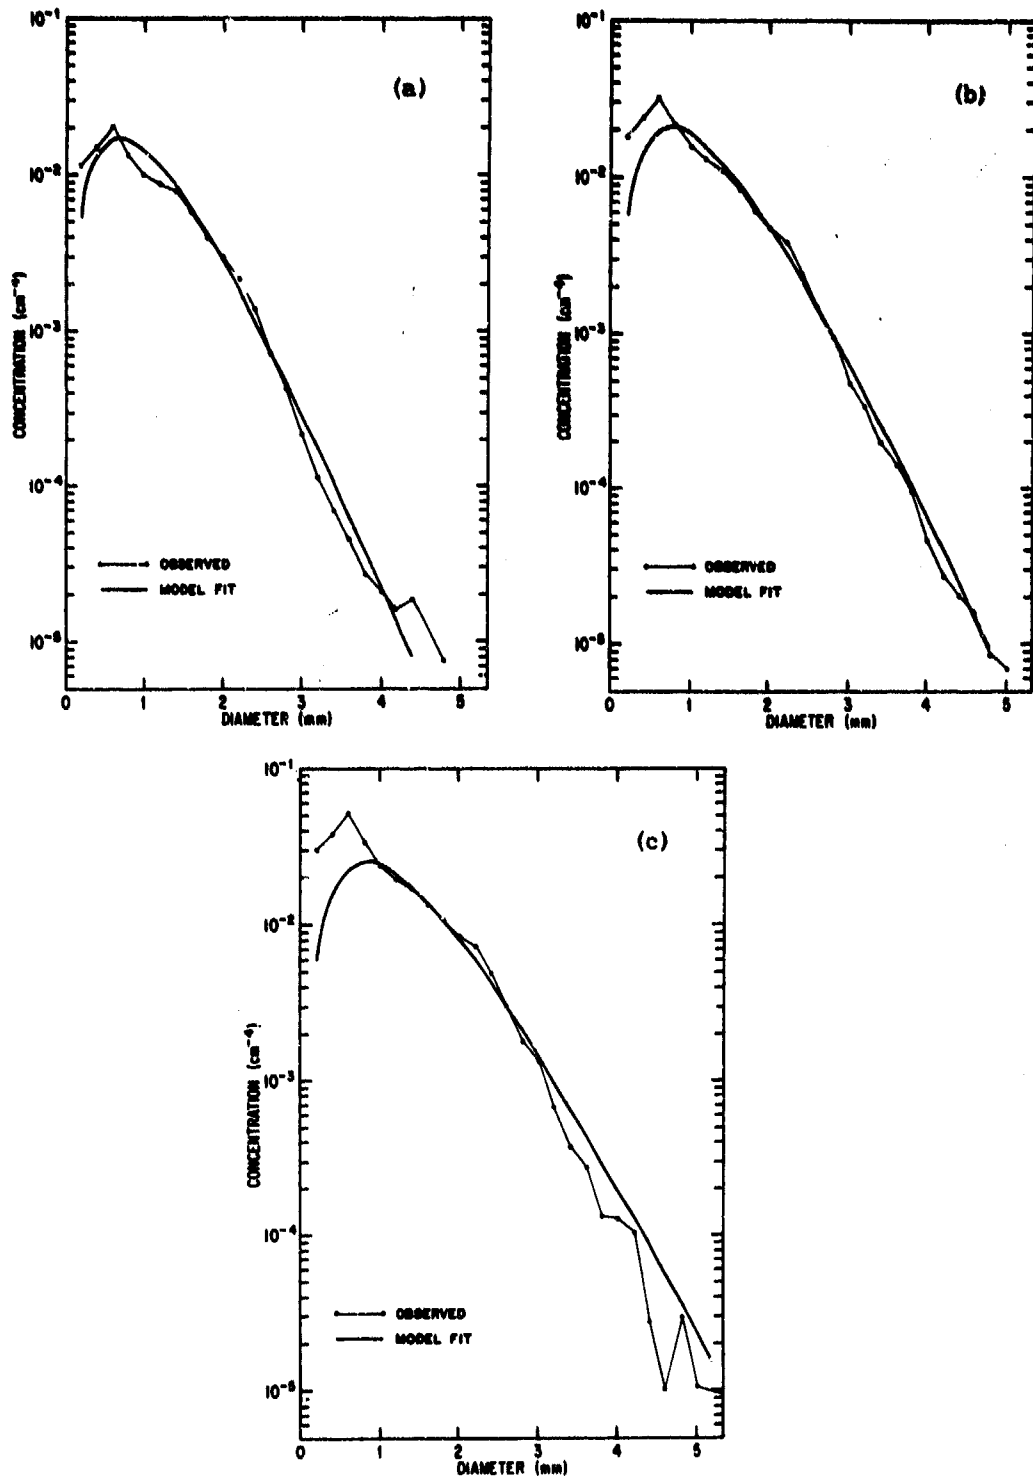 (a)
10⁻¹
10⁻²
10⁻³
10⁻⁴
10⁻⁵
CONCENTRATION (cm⁻⁴)
OBSERVED
MODEL FIT
0 1 2 3 4 5
DIAMETER (mm)
(b)
10⁻¹
10⁻²
10⁻³
10⁻⁴
10⁻⁵
CONCENTRATION (cm⁻⁴)
OBSERVED
MODEL FIT
0 1 2 3 4 5
DIAMETER (mm)
(c)
10⁻¹
10⁻²
10⁻³
10⁻⁴
10⁻⁵
CONCENTRATION (cm⁻⁴)
OBSERVED
MODEL FIT
0 1 2 3 4 5
DIAMETER (mm)